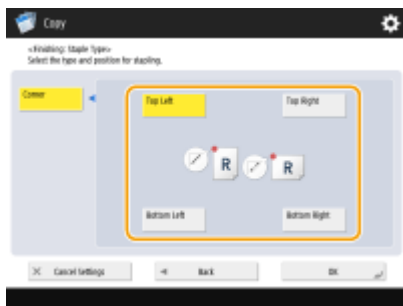 Copy
<Finishing: Staple Type>
Select the type and position for stapling.
Corner
Top Left
Top Right
R
R
Bottom Left
Bottom Right
Cancel Settings
Back
OK